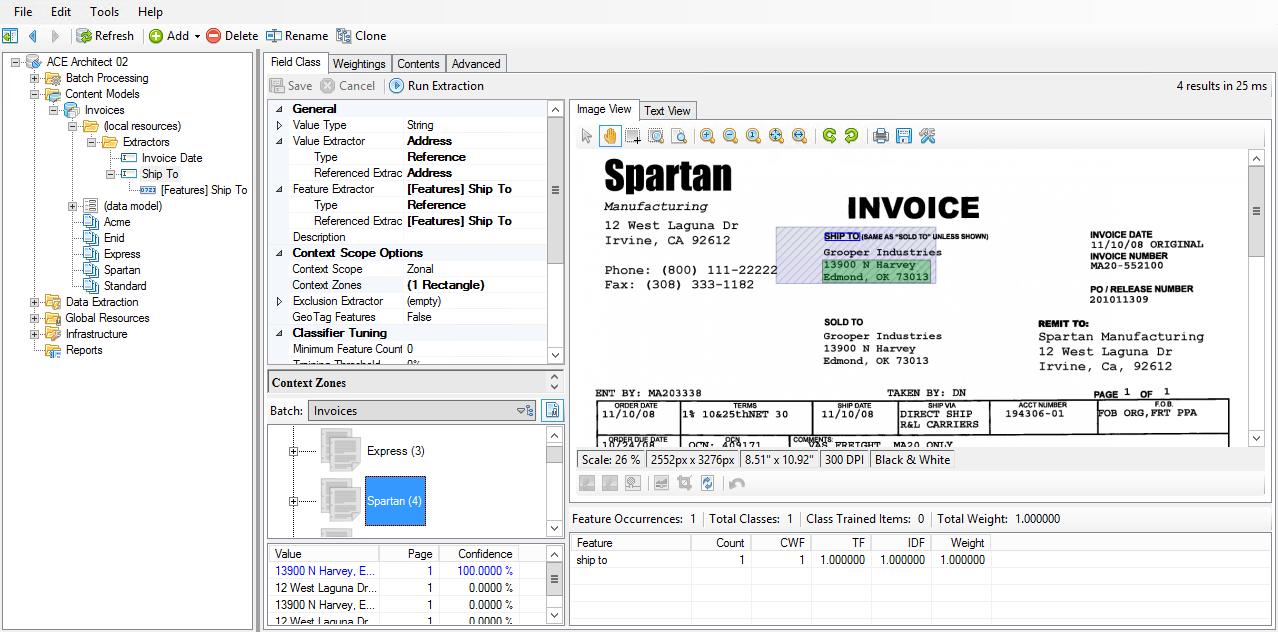 File Edit Tools Help
Refresh Add Delete Rename Clone
ACE Architect 02
Batch Processing
Content Models
Invoices
(local resources)
Extractors
Invoice Date
Ship To
[Features] Ship To
(data model)
Acme
Enid
Express
Spartan
Standard
Data Extraction
Global Resources
Infrastructure
Reports
Field Class Weightings Contents Advanced
Save Cancel Run Extraction 4 results in 25 ms
General
Value Type String
Value Extractor Address
Type Reference
Referenced Extrac Address
Feature Extractor [Features] Ship To
Type Reference
Referenced Extrac [Features] Ship To
Description
Context Scope Options
Context Scope Zonal
Context Zones (1 Rectangle)
Exclusion Extractor (empty)
GeoTag Features False
Classifier Tuning
Minimum Feature Count 0
Training Threshold 0%
Context Zones
Batch: Invoices
Express (3)
Spartan (4)
Value Page Confidence
13900 N Harvey, E... 1 100.0000 %
12 West Laguna Dr... 1 0.0000 %
13900 N Harvey, E... 1 0.0000 %
12 West Laguna Dr... 1 0.0000 %
Image View Text View
Spartan
Manufacturing
12 West Laguna Dr
Irvine, CA 92612
Phone: (800) 111-22222
Fax: (308) 333-1182
INVOICE
SHIP TO (SAME AS "SOLD TO" UNLESS SHOWN)
Grooper Industries
13900 N Harvey
Edmond, OK 73013
INVOICE DATE
11/10/08 ORIGINAL
INVOICE NUMBER
MA20-552100
PO / RELEASE NUMBER
201011309
SOLD TO
Grooper Industries
13900 N Harvey
Edmond, OK 73013
REMIT TO:
Spartan Manufacturing
12 West Laguna Dr
Irvine, Ca, 92612
ENT BY: MA203338 TAKEN BY: DN PAGE 1 OF 1
ORDER DATE TERMS SHIP DATE SHIP VIA ACCT NUMBER F.O.B.
11/10/08 1% 10&25thNET 30 11/10/08 DIRECT SHIP 194306-01 FOB ORG,FRT PPA
R&L CARRIERS
ORDER DUE DATE OCN COMMENTS:
10/24/08 OCN: 409171 VAS FREIGHT MA20 ONLY
Scale: 26 % 2552px x 3276px 8.51" x 10.92" 300 DPI Black & White
Feature Occurrences: 1 Total Classes: 1 Class Trained Items: 0 Total Weight: 1.000000
Feature Count CWF TF IDF Weight
ship to 1 1 1.000000 1.000000 1.000000